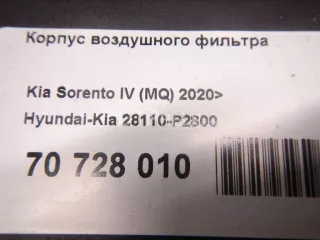 Корпус воздушного фильтра
Kia Sorento IV (MQ) 2020>
Hyundai-Kia 28110-P2800
70 728 010